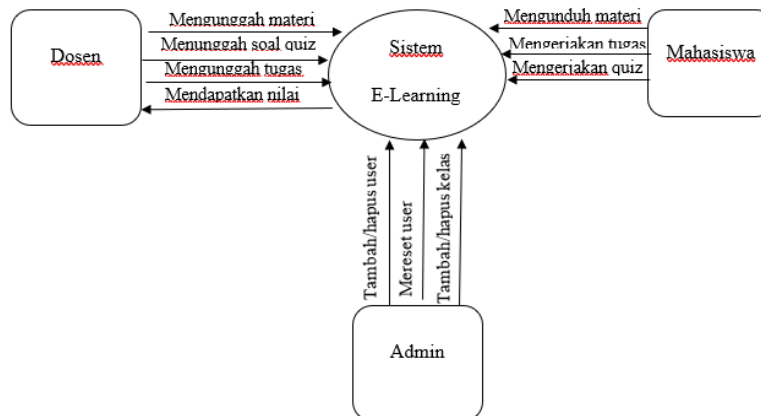 Dosen
Mengunggah materi
Menunggah soal quiz
Mengunggah tugas
Mendapatkan nilai
Sistem
E-Learning
Mengunduh materi
Mengerjakan tugas
Mengerjakan quiz
Mahasiswa
Tambah/hapus user
Mereset user
Tambah/hapus kelas
Admin